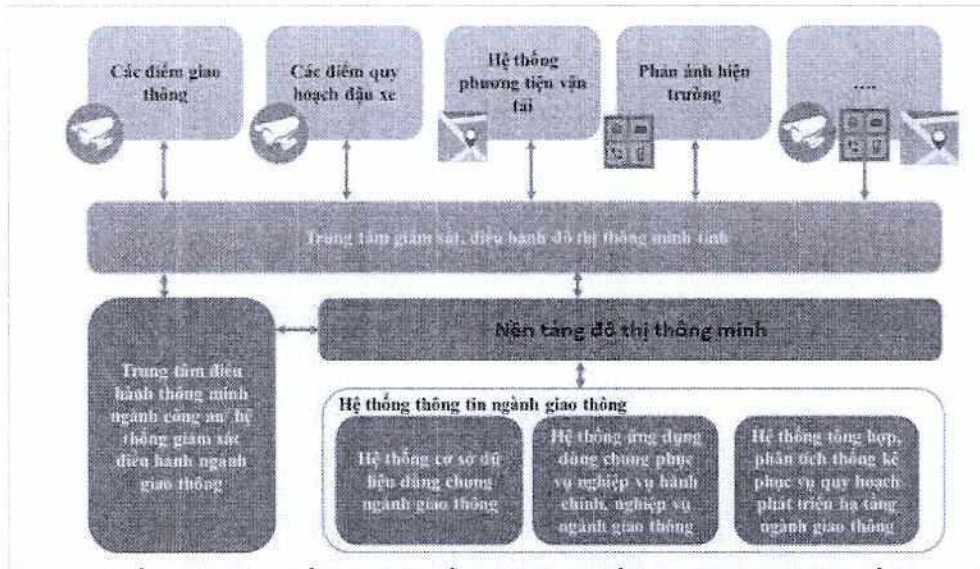 Các điểm giao
thông
Các điểm quy
hoạch đậu xe
Hệ thống
phương tiện vận
tải
Phản ánh hiện
trường
....
Trung tâm giám sát, điều hành đô thị thông minh tỉnh
Nền tảng đô thị thông minh
Trung tâm điều
hành thông minh
ngành công an/ hệ
thống giám sát
điều hành ngành
giao thông
Hệ thống thông tin ngành giao thông
Hệ thống cơ sở dữ
liệu dùng chung
ngành giao thông
Hệ thống ứng dụng
dùng chung phục
vụ nghiệp vụ hành
chính, nghiệp vụ
ngành giao thông
Hệ thống tổng hợp,
phân tích thống kê
phục vụ quy hoạch
phát triển hạ tầng
ngành giao thông